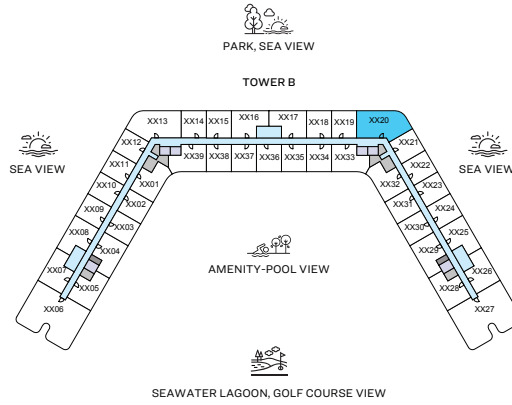 PARK, SEA VIEW
TOWER B
XX13
XX14
XX15
XX16
XX17
XX18
XX19
XX20
XX12
XX39
XX38
XX37
XX36
XX35
XX34
XX33
XX21
SEA VIEW
XX11
XX01
XX32
XX22
SEA VIEW
XX10
XX02
XX31
XX23
XX09
XX03
XX30
XX24
XX08
XX04
XX29
XX25
XX07
XX05
XX28
XX26
XX06
XX27
AMENITY-POOL VIEW
SEAWATER LAGOON, GOLF COURSE VIEW